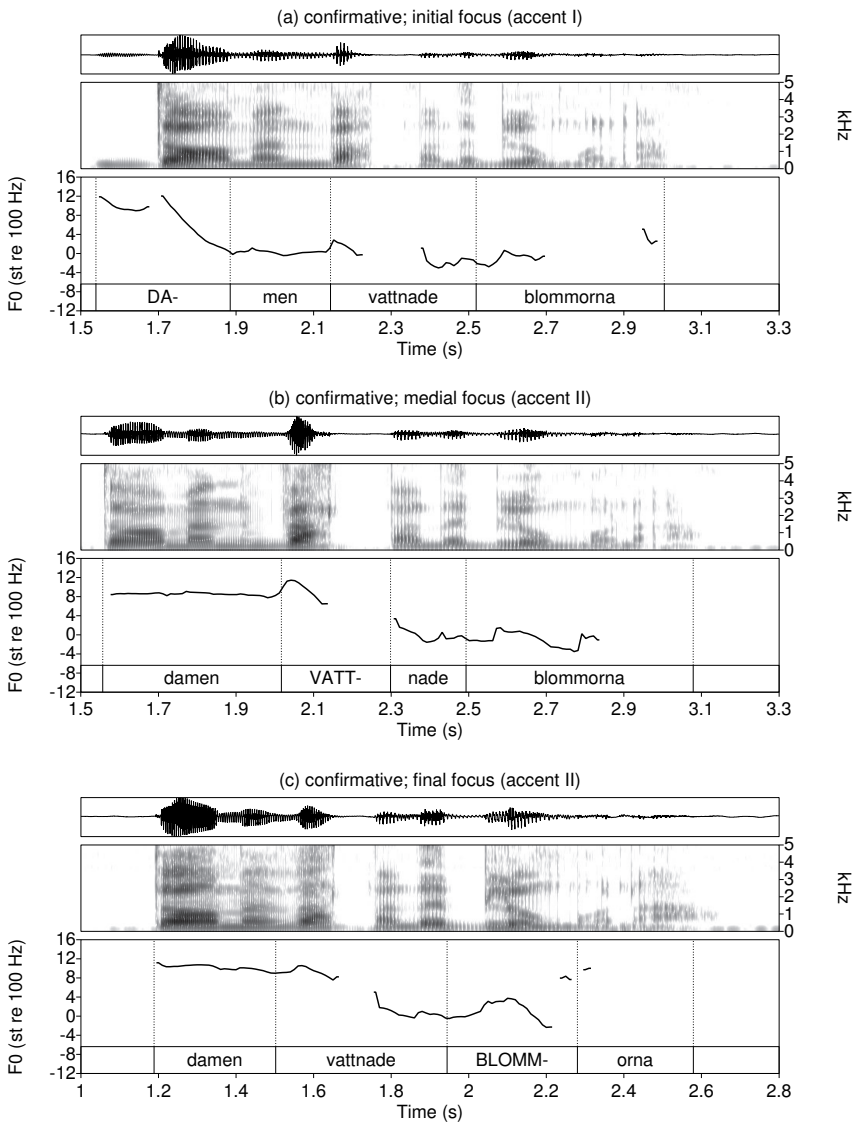 (a) confirmative; initial focus (accent I)
5
4
3
2
1
0
kHz
F0 (st re 100 Hz)
16
12
8
4
0
-4
-8
-12
DA- men vattnade blommorna
1.5 1.7 1.9 2.1 2.3 2.5 2.7 2.9 3.1 3.3
Time (s)
(b) confirmative; medial focus (accent II)
5
4
3
2
1
0
kHz
F0 (st re 100 Hz)
16
12
8
4
0
-4
-8
-12
damen VATT- nade blommorna
1.5 1.7 1.9 2.1 2.3 2.5 2.7 2.9 3.1 3.3
Time (s)
(c) confirmative; final focus (accent II)
5
4
3
2
1
0
kHz
F0 (st re 100 Hz)
16
12
8
4
0
-4
-8
-12
damen vattnade BLOMM- orna
1 1.2 1.4 1.6 1.8 2 2.2 2.4 2.6 2.8
Time (s)